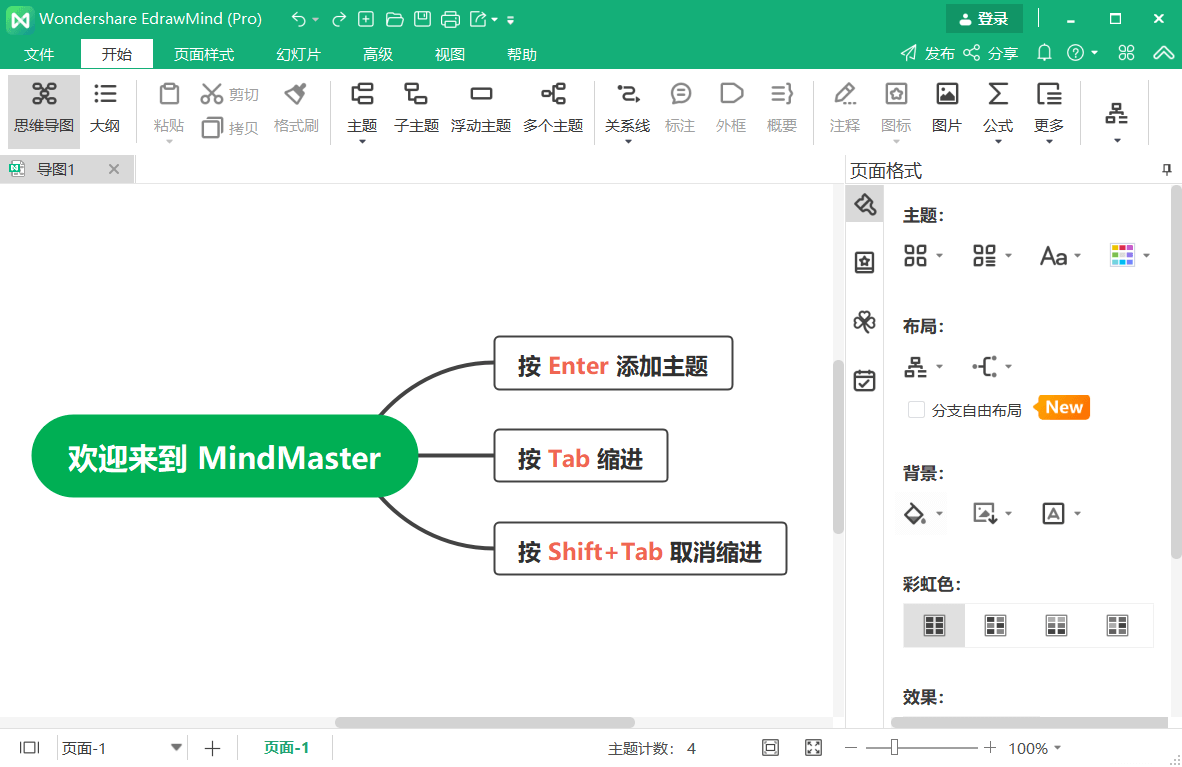 Wondershare EdrawMind (Pro)
登录
文件 开始 页面样式 幻灯片 高级 视图 帮助 发布 分享
思维导图 大纲 粘贴 剪切 拷贝 格式刷 主题 子主题 浮动主题 多个主题 关系线 标注 外框 概要 注释 图标 图片 公式 更多
导图1
页面格式
主题：
Aa
布局：
分支自由布局 New
背景：
A
彩虹色：
效果：
欢迎来到 MindMaster
按 Enter 添加主题
按 Tab 缩进
按 Shift+Tab 取消缩进
页面-1 页面-1 主题计数： 4 100%